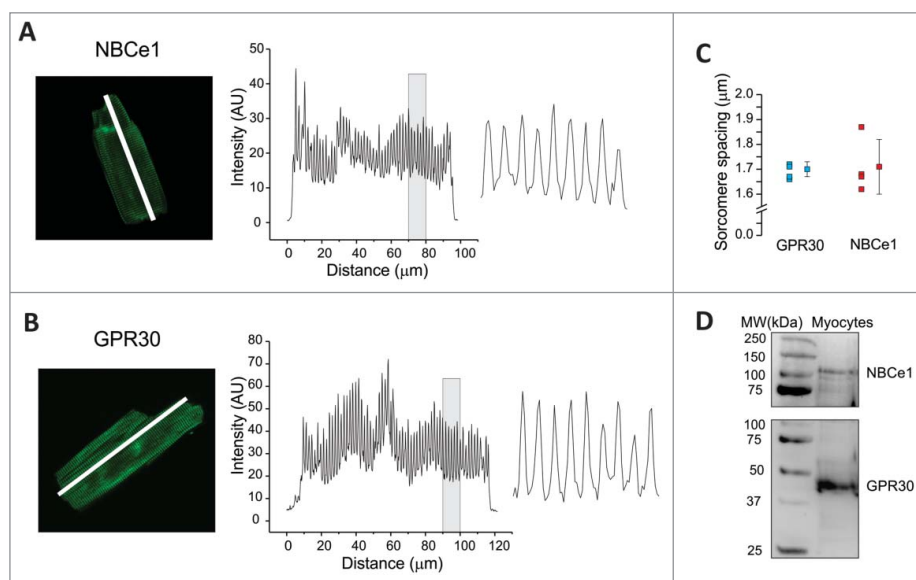 A
NBCe1
Intensity (AU)
50
40
30
20
10
0
0 20 40 60 80 100
Distance (μm)
B
GPR30
Intensity (AU)
80
70
60
50
40
30
20
10
0
0 20 40 60 80 100 120
Distance (μm)
C
Sorcomere spacing (μm)
2.0
1.9
1.8
1.7
1.6
0.0
GPR30 NBCe1
D
MW(kDa) Myocytes
250
150
100
75
NBCe1
100
75
50
37
25
GPR30